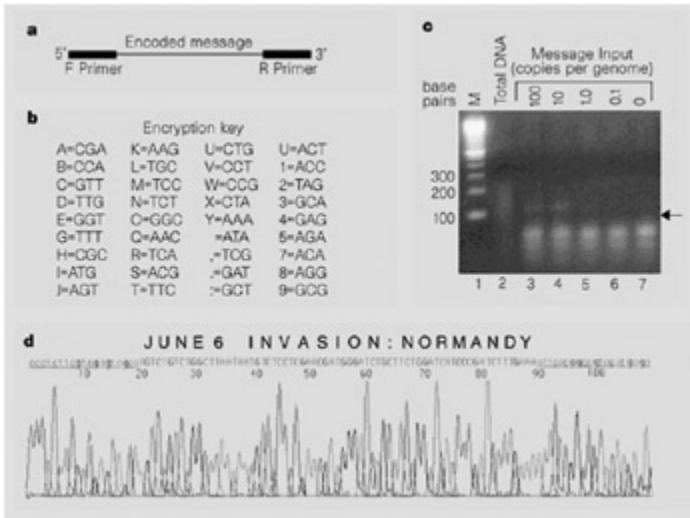 a
Encoded message
5' 3'
F Primer R Primer
b
Encryption key
A=CGA K=AAG U=CTG U=ACT
B=CCA L=TGC V=CCT 1=ACC
C=GTT M=TCC W=CCG 2=TAG
D=TTG N=TCT X=CTA 3=GCA
E=GGT O=GGC Y=AAA 4=GAG
G=TTT Q=AAC =ATA 5=AGA
H=CGC R=TCA ,=TCG 7=ACA
I=ATG S=ACG .=GAT 8=AGG
J=AGT T=TTC :=GCT 9=GCG
c
Message Input
(copies per genome)
base pairs M Total DNA 100 10 1.0 0.1 0
300
200
100
1 2 3 4 5 6 7
d
JUNE6 INVASION:NORMANDY
10 20 30 40 50 60 70 80 90 100